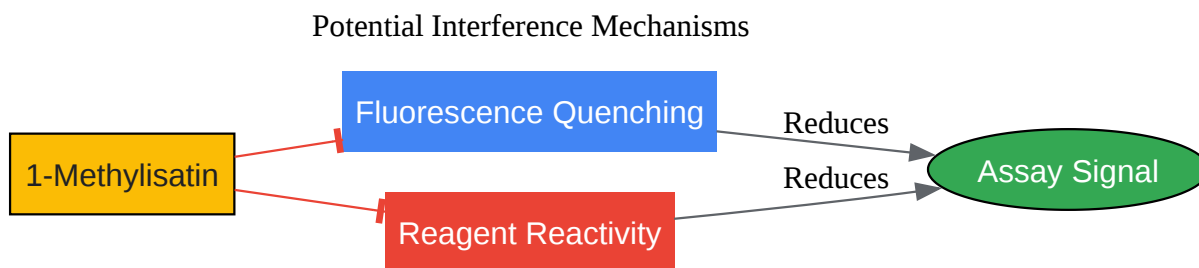 Potential Interference Mechanisms
Fluorescence Quenching
Reduces
1-Methylisatin
Assay Signal
Reduces
Reagent Reactivity